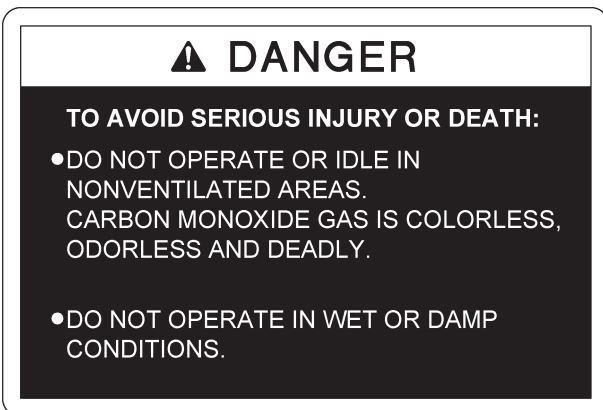 DANGER
TO AVOID SERIOUS INJURY OR DEATH:
●DO NOT OPERATE OR IDLE IN
NONVENTILATED AREAS.
CARBON MONOXIDE GAS IS COLORLESS,
ODORLESS AND DEADLY.
●DO NOT OPERATE IN WET OR DAMP
CONDITIONS.